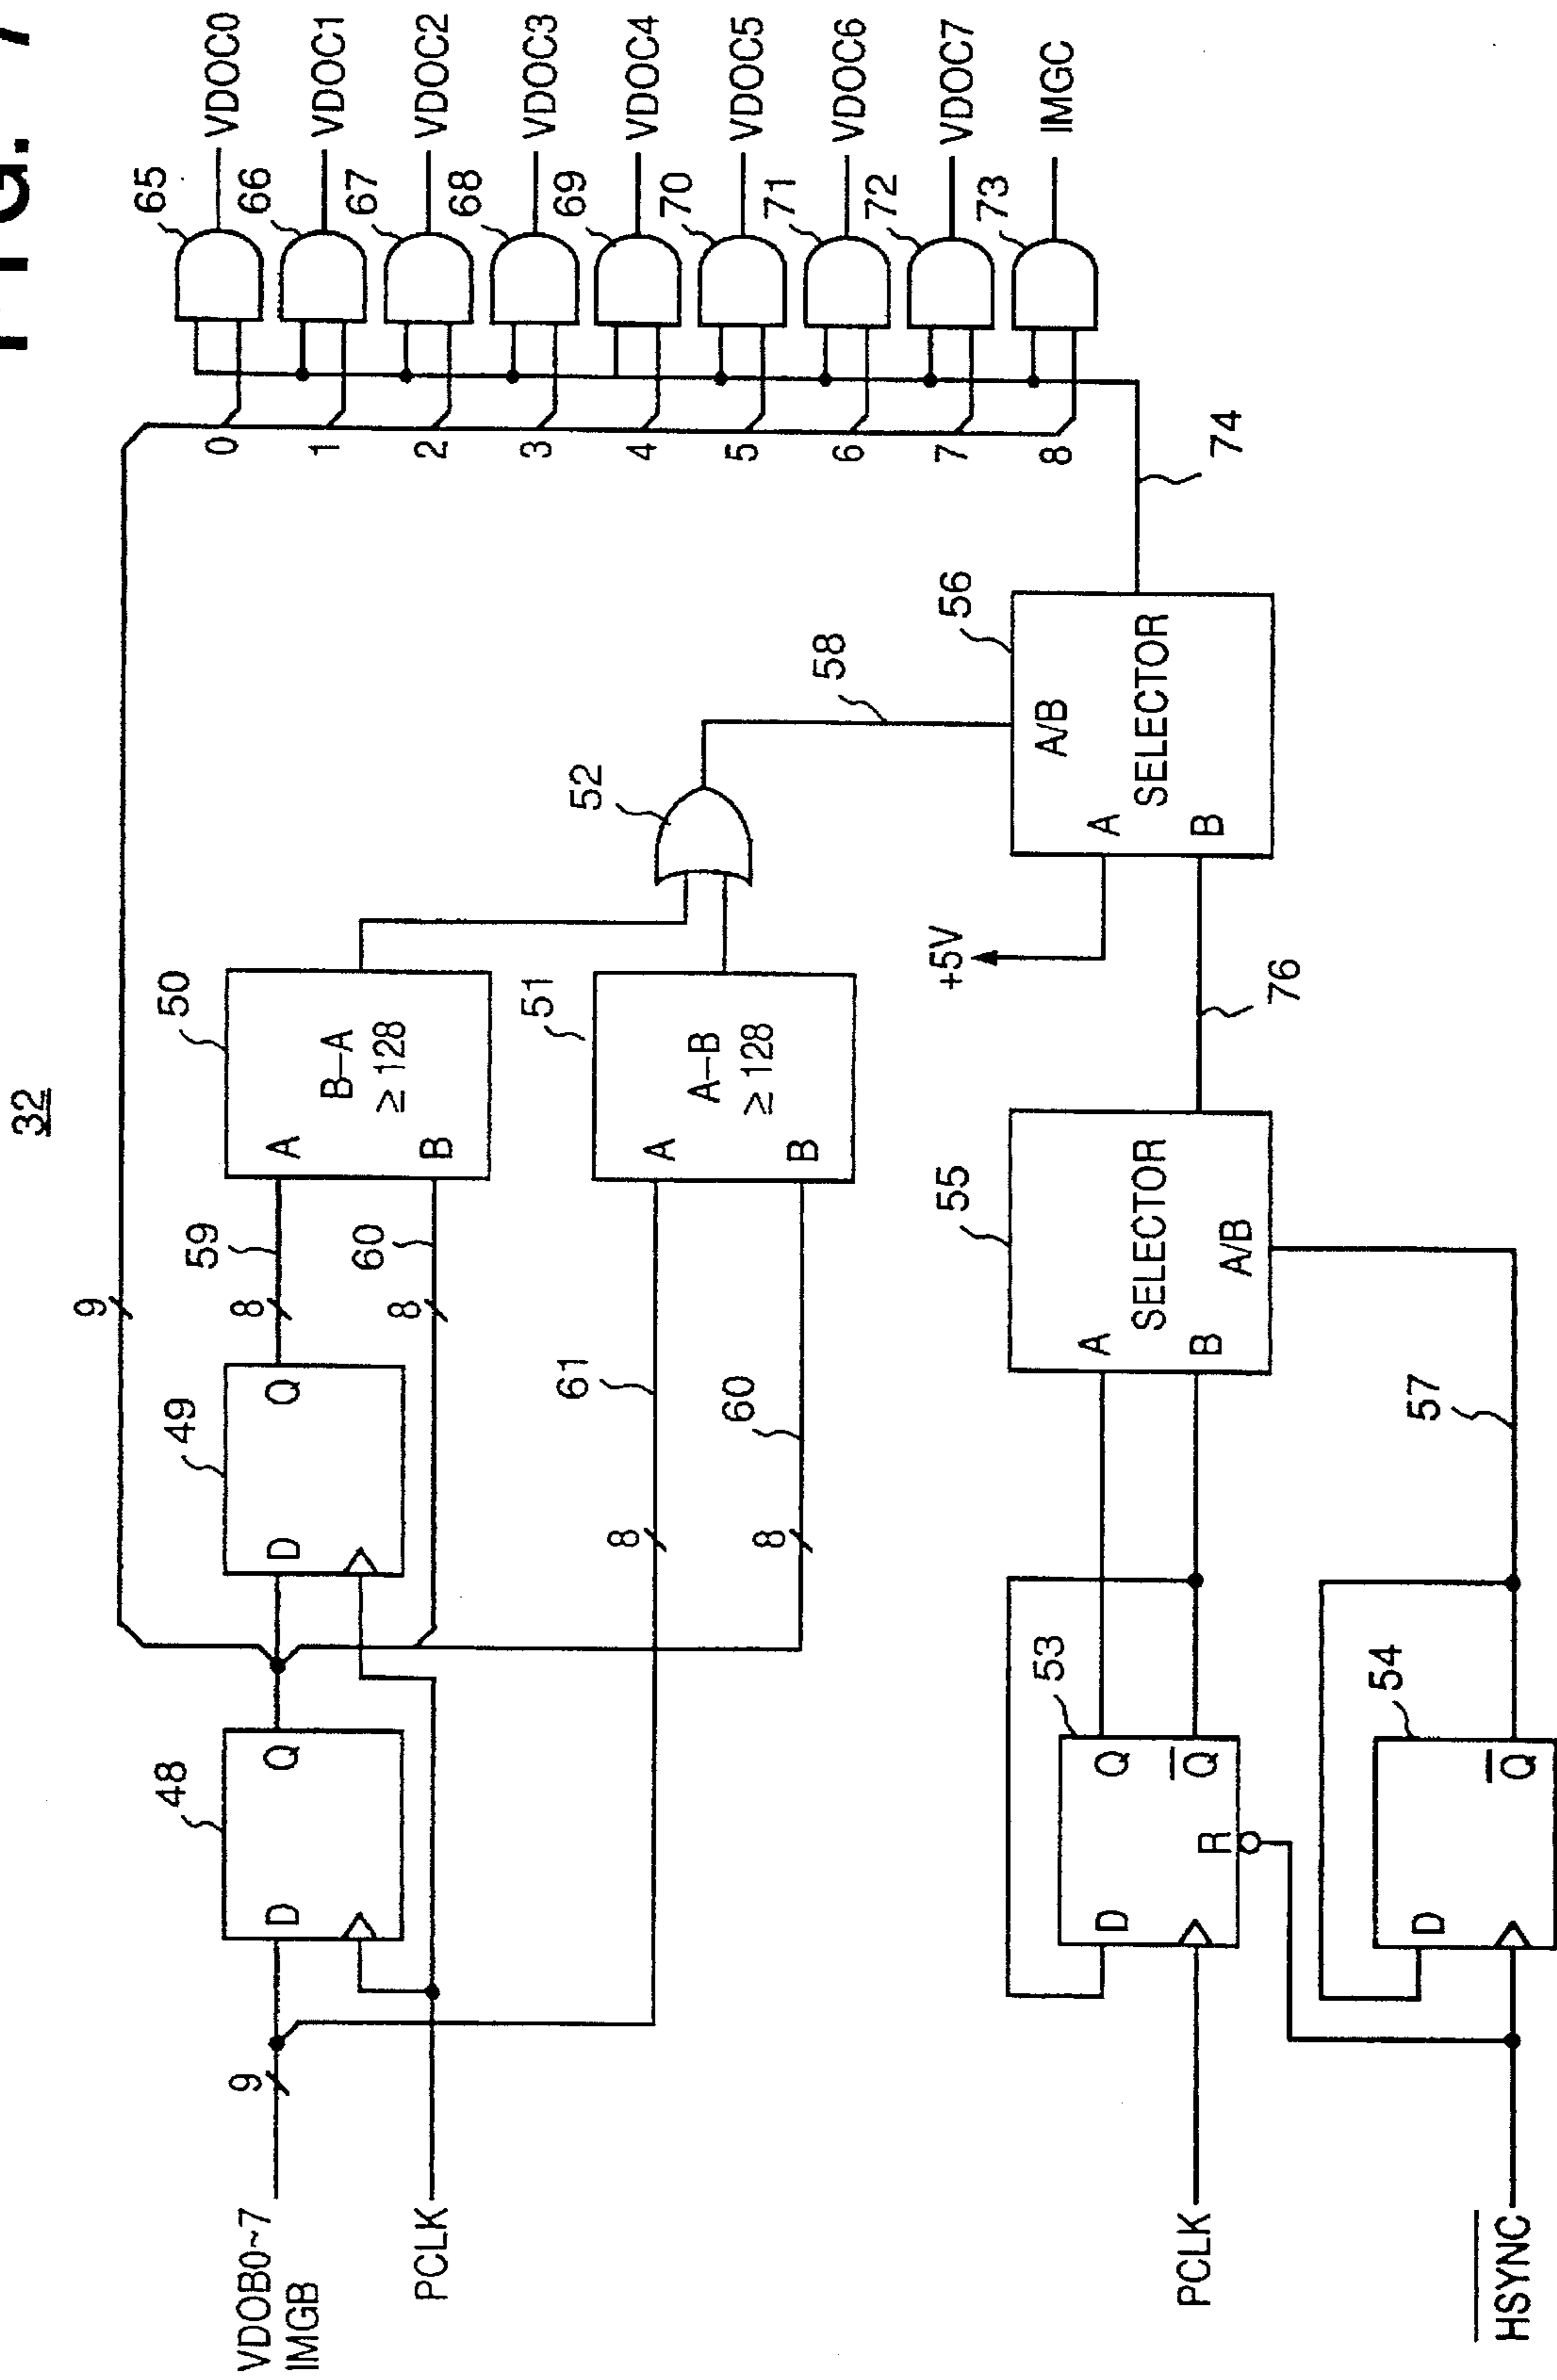 FIG. 7
32
VDOB0~7
IMGB
9
PCLK
48
D
Q
49
D
Q
9
59
8
60
8
50
A
B
B–A
≥128
61
8
60
8
51
A
B
A–B
≥128
52
58
PCLK
53
D
Q
Q
R
HSYNC
54
D
Q
57
55
A
B
SELECTOR
A/B
76
+5V
56
A
B
A/B
SELECTOR
74
0
1
2
3
4
5
6
7
8
65
66
67
68
69
70
71
72
73
VDOC0
VDOC1
VDOC2
VDOC3
VDOC4
VDOC5
VDOC6
VDOC7
IMGC